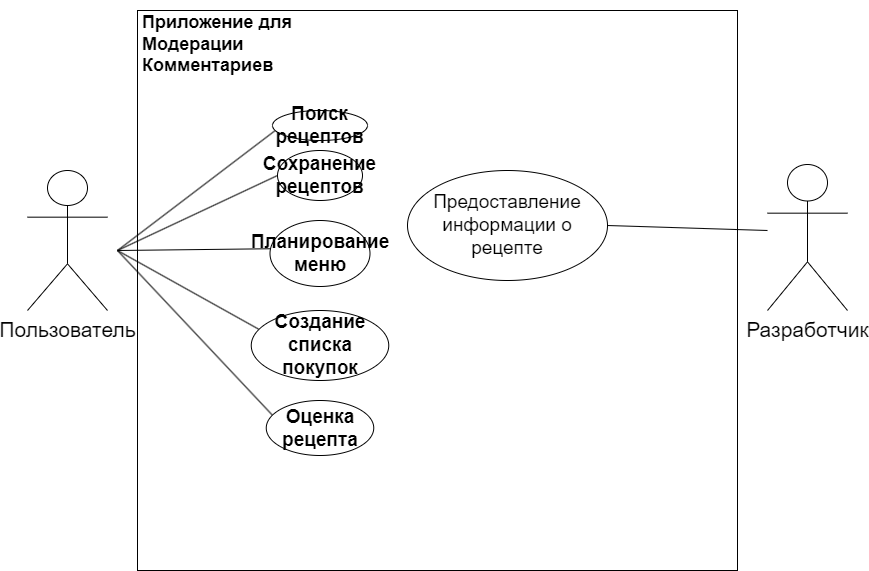 Приложение для
Модерации
Комментариев
Поиск
рецептов
Сохранение
рецептов
Планирование
меню
Создание
списка
покупок
Оценка
рецепта
Предоставление
информации о
рецепте
Пользователь
Разработчик